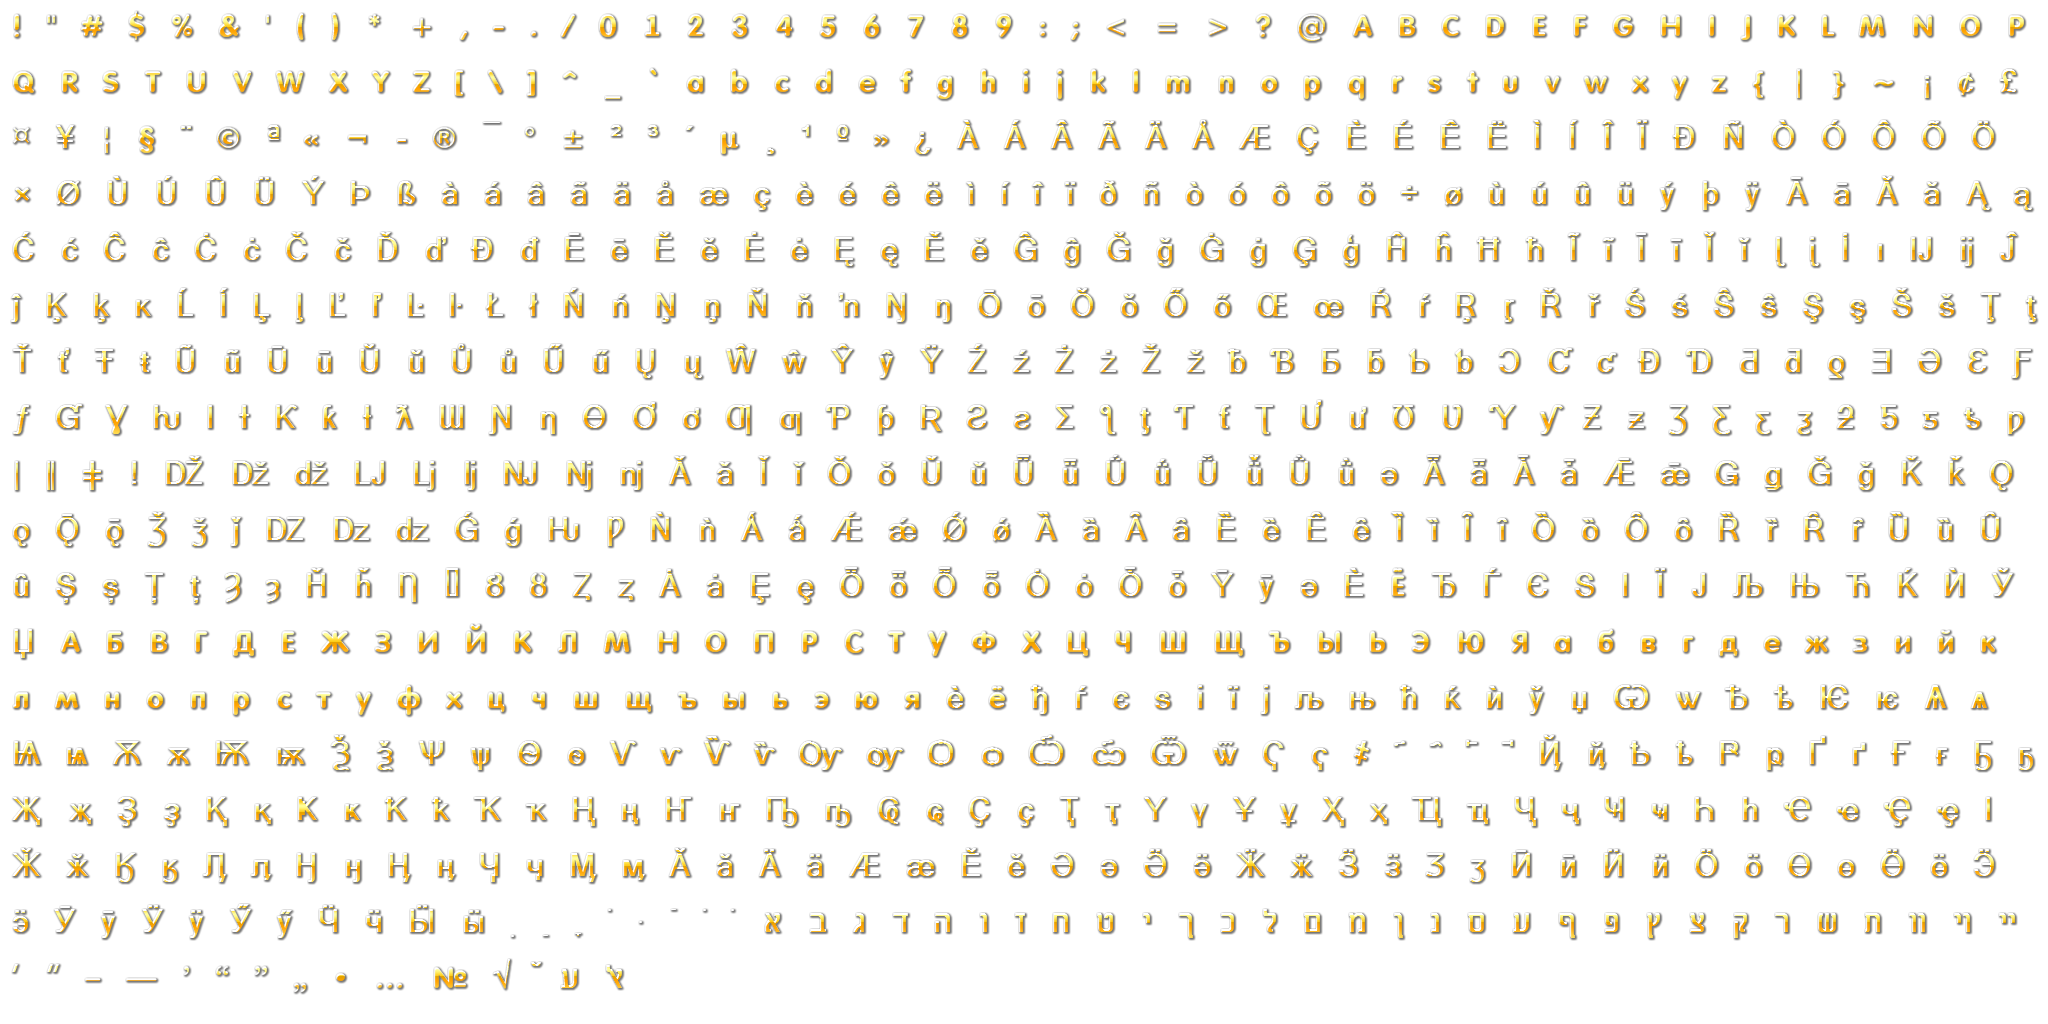 ! " # $ % & ' ( ) * + , - . / 0 1 2 3 4 5 6 7 8 9 : ; < = > ? @ A B C D E F G H I J K L M N O P
Q R S T U V W X Y Z [ \ ] ^ _ ` a b c d e f g h i j k l m n o p q r s t u v w x y z { | } ~ ¡ ¢ £
¤ ¥ ¦ § ¨ © ª « ¬ - ® ¯ ° ± ² ³ ´ µ ¸ ¹ º » ¿ À Á Â Ã Ä Å Æ Ç È É Ê Ë Ì Í Î Ï Ð Ñ Ò Ó Ô Õ Ö
× Ø Ù Ú Û Ü Ý Þ ß à á â ã ä å æ ç è é ê ë ì í î ï ð ñ ò ó ô õ ö ÷ ø ù ú û ü ý þ ÿ Ā ā Ă ă Ą ą
Ć ć Ĉ ĉ Ċ ċ Č č Ď ď Đ đ Ē ē Ĕ ĕ Ė ė Ę ę Ě ě Ĝ ĝ Ğ ğ Ġ ġ Ģ ģ Ĥ ĥ Ħ ħ Ĩ ĩ Ī ī Ĭ ĭ Į į İ ı Ĳ ĳ Ĵ
ĵ Ķ ķ ĸ Ĺ ĺ Ļ ļ Ľ ľ Ŀ ŀ Ł ł Ń ń Ņ ņ Ň ň ŉ Ŋ ŋ Ō ō Ŏ ŏ Ő ő Œ œ Ŕ ŕ Ŗ ŗ Ř ř Ś ś Ŝ ŝ Ş ş Š š Ţ ţ
Ť ť Ŧ ŧ Ũ ũ Ū ū Ŭ ŭ Ů ů Ű ű Ų ų Ŵ ŵ Ŷ ŷ Ÿ Ź ź Ż ż Ž ž ƀ Ɓ Ƃ ƃ Ƅ ƅ Ɔ Ƈ ƈ Ɖ Ɗ Ƌ ƌ ƍ Ǝ Ə Ɛ Ƒ
ƒ Ɠ Ɣ ƕ Ɩ Ɨ Ƙ ƙ ƚ ƛ Ɯ Ɲ ƞ Ɵ Ơ ơ Ƣ ƣ Ƥ ƥ Ʀ Ƨ ƨ Ʃ ƪ ƫ Ƭ ƭ Ʈ Ư ư Ʊ Ʋ Ƴ ƴ Ƶ ƶ Ʒ Ƹ ƹ ƺ ƻ Ƽ ƽ ƾ ƿ
ǀ ǁ ǂ ǃ Ǆ ǅ ǆ Ǉ ǈ ǉ Ǌ ǋ ǌ Ǎ ǎ Ǐ ǐ Ǒ ǒ Ǔ ǔ Ǖ ǖ Ǘ ǘ Ǚ ǚ Ǜ ǜ ǝ Ǟ ǟ Ǡ ǡ Ǣ ǣ Ǥ ǥ Ǧ ǧ Ǩ ǩ Ǫ
ǫ Ǭ ǭ Ǯ ǯ ǰ Ǳ ǲ ǳ Ǵ ǵ Ƕ Ƿ Ǹ ǹ Ǻ ǻ Ǽ ǽ Ǿ ǿ Ȁ ȁ Ȃ ȃ Ȅ ȅ Ȇ ȇ Ȉ ȉ Ȋ ȋ Ȍ ȍ Ȏ ȏ Ȑ ȑ Ȓ ȓ Ȕ ȕ Ȗ
ȗ Ș ș Ț ț Ȝ ȝ Ȟ ȟ Ƞ Ȣ ȣ Ȥ ȥ Ȧ ȧ Ȩ ȩ Ȫ ȫ Ȭ ȭ Ȯ ȯ Ȱ ȱ Ȳ ȳ ə Ѐ Ё Ђ Ѓ Є Ѕ І Ї Ј Љ Њ Ћ Ќ Ѝ Ў
Џ А Б В Г Д Е Ж З И Й К Л М Н О П Р С Т У Ф Х Ц Ч Ш Щ Ъ Ы Ь Э Ю Я а б в г д е ж з и й к
л м н о п р с т у ф х ц ч ш щ ъ ы ь э ю я ѐ ё ђ ѓ є ѕ і ї ј љ њ ћ ќ ѝ ў џ Ѡ ѡ Ѣ ѣ Ѥ ѥ Ѧ ѧ
Ѩ ѩ Ѫ ѫ Ѭ ѭ Ѯ ѯ Ѱ ѱ Ѳ ѳ Ѵ ѵ Ѷ ѷ Ѹ ѹ Ѻ ѻ Ѽ ѽ Ѿ ѿ Ҁ ҁ ҂ ҃ ҄ ҅ ҆ Ҋ ҋ Ҍ ҍ Ҏ ҏ Ґ ґ Ғ ғ Ҕ ҕ
Җ җ Ҙ ҙ Қ қ Ҝ ҝ Ҟ ҟ Ҡ ҡ Ң ң Ҥ ҥ Ҧ ҧ Ҩ ҩ Ҫ ҫ Ҭ ҭ Ү ү Ұ ұ Ҳ ҳ Ҵ ҵ Ҷ ҷ Ҹ ҹ Һ һ Ҽ ҽ Ҿ ҿ Ӏ
Ӂ ӂ Ӄ ӄ Ӆ ӆ Ӈ ӈ Ӊ ӊ Ӌ ӌ Ӎ ӎ Ӑ ӑ Ӓ ӓ Ӕ ӕ Ӗ ӗ Ә ә Ӛ ӛ Ӝ ӝ Ӟ ӟ Ӡ ӡ Ӣ ӣ Ӥ ӥ Ӧ ӧ Ө ө Ӫ ӫ Ӭ
ӭ Ӯ ӯ Ӱ ӱ Ӳ ӳ Ӵ ӵ Ӹ ӹ א ב ג ד ה ו ז ח ט י ך כ ל ם מ ן נ ס ע ף פ ץ צ ק ר ש ת װ ױ ײ
׳ ״ – — ’ “ ” „ • … № √ ˘ ﬠ